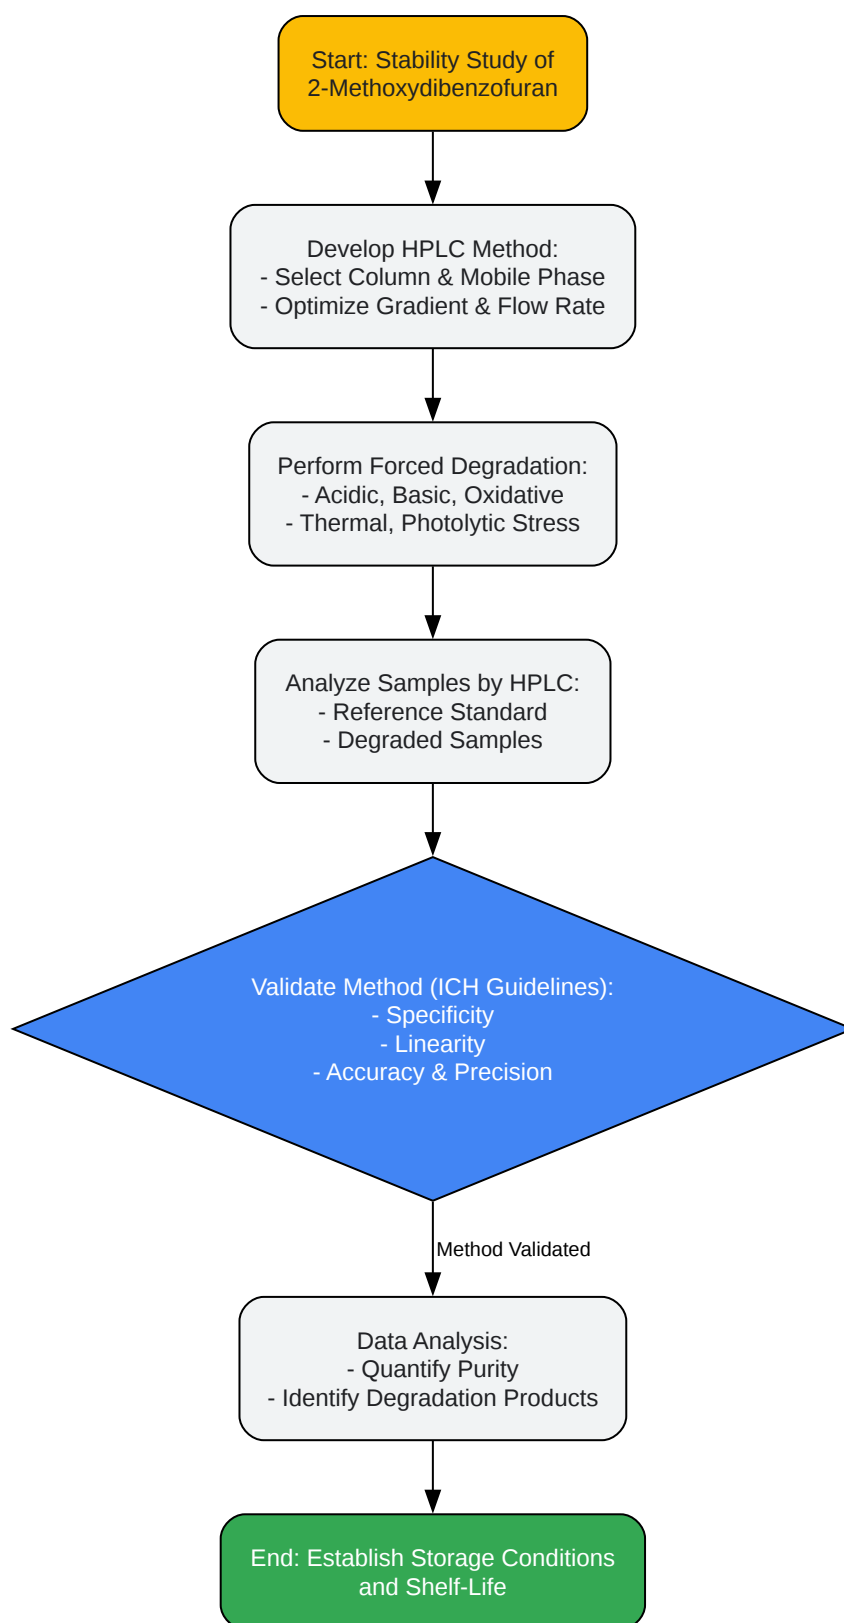 Start: Stability Study of
2-Methoxydibenzofuran
Develop HPLC Method:
- Select Column & Mobile Phase
- Optimize Gradient & Flow Rate
Perform Forced Degradation:
- Acidic, Basic, Oxidative
- Thermal, Photolytic Stress
Analyze Samples by HPLC:
- Reference Standard
- Degraded Samples
Validate Method (ICH Guidelines):
- Specificity
- Linearity
- Accuracy & Precision
Method Validated
Data Analysis:
- Quantify Purity
- Identify Degradation Products
End: Establish Storage Conditions
and Shelf-Life